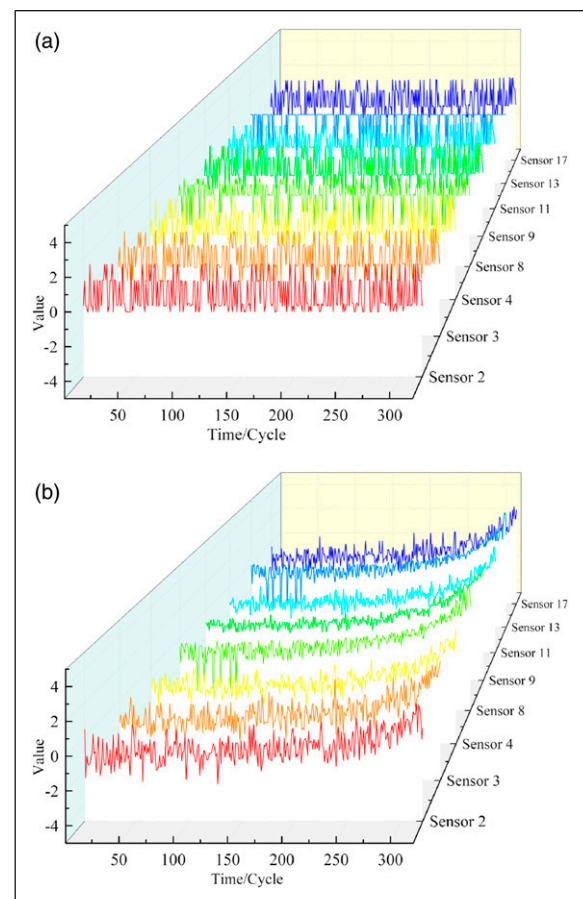 (a)
Sensor 17
Sensor 13
Sensor 11
Sensor 9
Sensor 8
Sensor 4
Sensor 3
Sensor 2
4
2
0
-2
-4
Value
50 100 150 200 250 300
Time/Cycle
(b)
Sensor 17
Sensor 13
Sensor 11
Sensor 9
Sensor 8
Sensor 4
Sensor 3
Sensor 2
4
2
0
-2
-4
Value
50 100 150 200 250 300
Time/Cycle